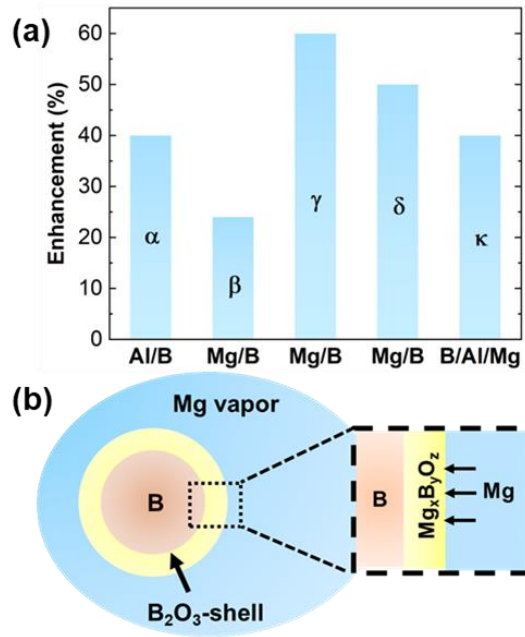 (a)
Enhancement (%)
60
50
40
30
20
10
0
α
β
γ
δ
κ
Al/B Mg/B Mg/B Mg/B B/Al/Mg
(b)
Mg vapor
B
B₂O₃-shell
B
MgₓBᵧO𝓏
Mg